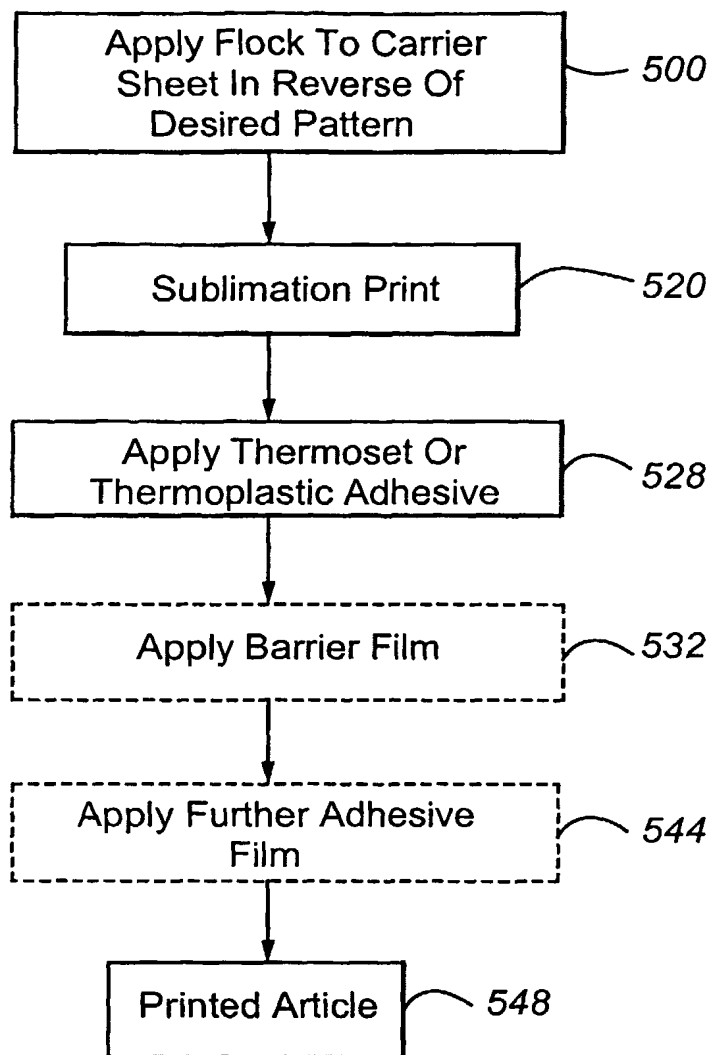 Apply Flock To Carrier
Sheet In Reverse Of
Desired Pattern
500
Sublimation Print
520
Apply Thermoset Or
Thermoplastic Adhesive
528
Apply Barrier Film
532
Apply Further Adhesive
Film
544
Printed Article
548